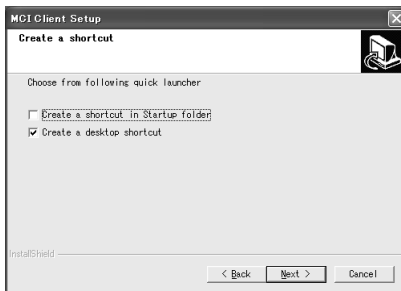 MCI Client Setup
Create a shortcut
Choose from following quick launcher
Create a shortcut in Startup folder
Create a desktop shortcut
InstallShield
< Back
Next >
Cancel